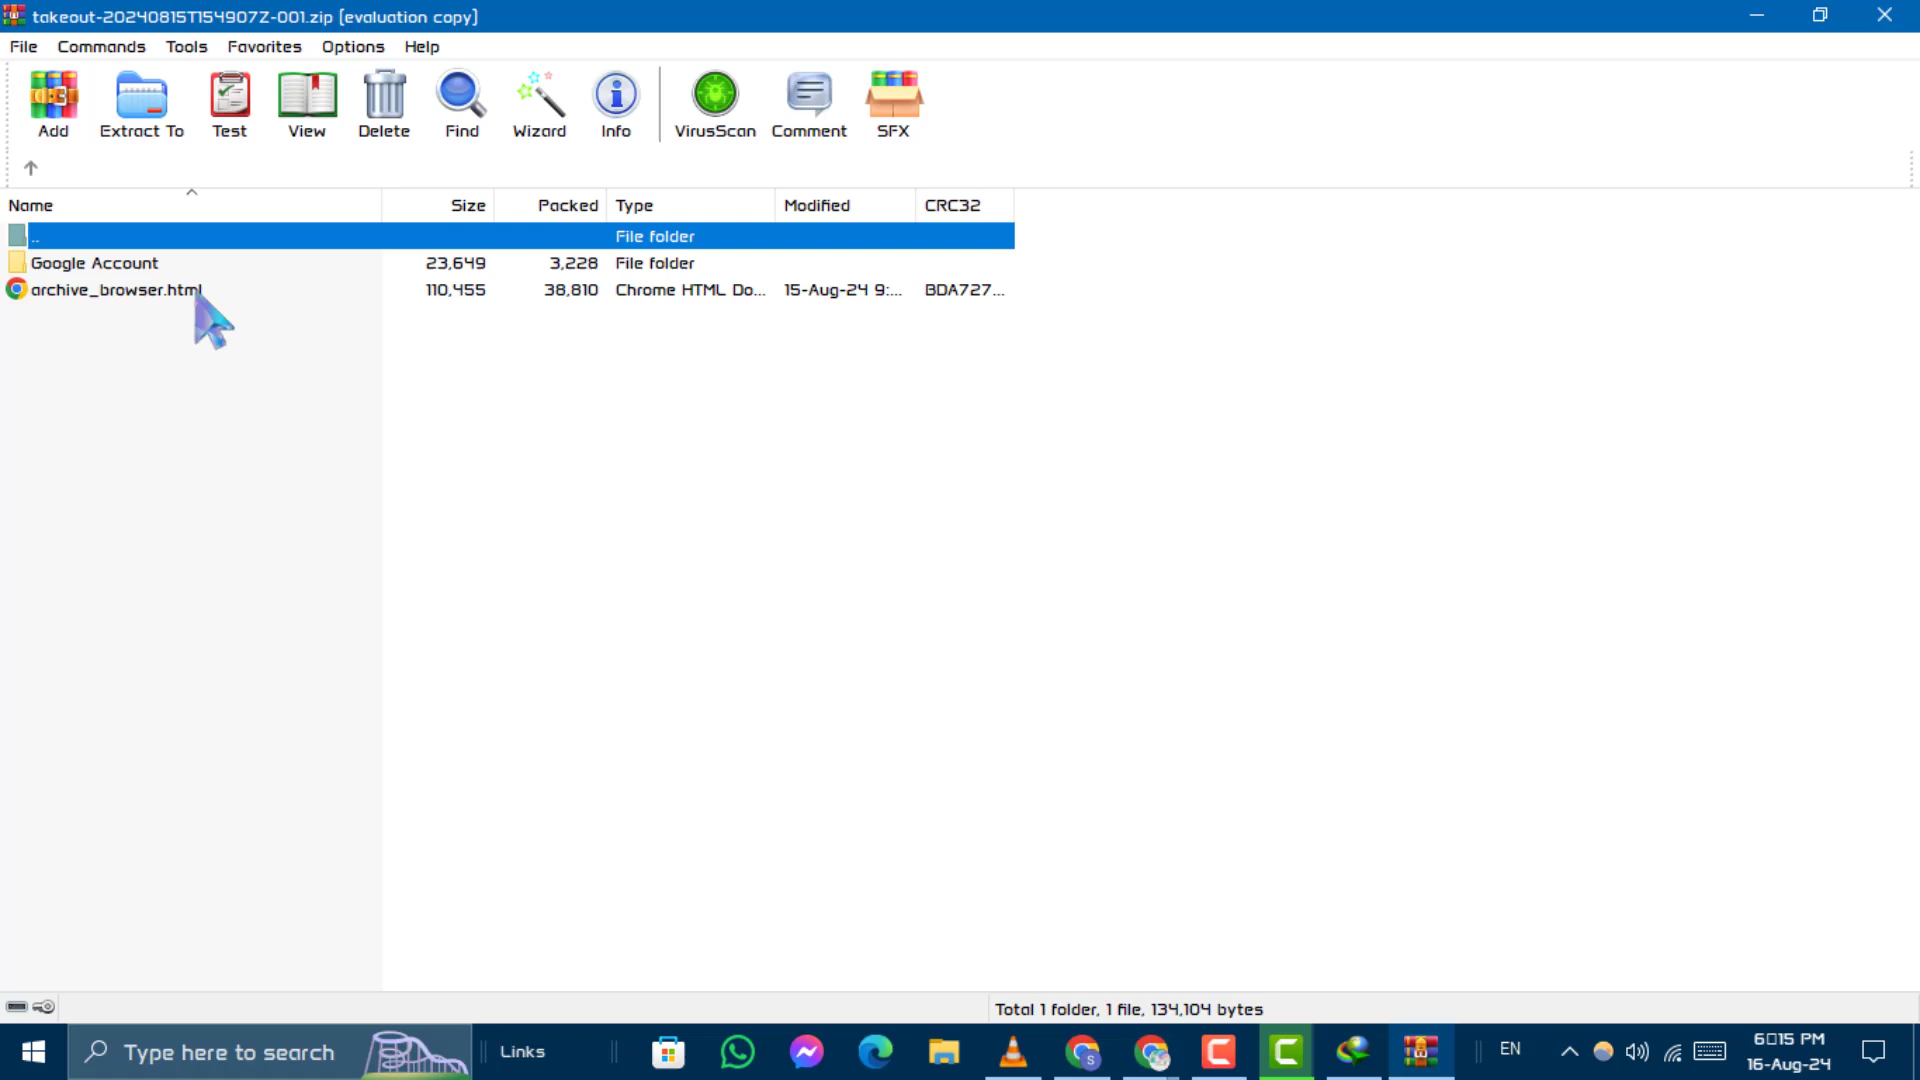 takeout-20240815T154907Z-001.zip (evaluation copy)
File Commands Tools Favorites Options Help
Add Extract To Test View Delete Find Wizard Info VirusScan Comment SFX
Name Size Packed Type Modified CRC32
.. File folder
Google Account 23,649 3,228 File folder
archive_browser.html 110,455 38,810 Chrome HTML Do... 15-Aug-24 9:... BDA727...
Total 1 folder, 1 file, 134,104 bytes
Type here to search
Links
S
EN
6▯15 PM
16-Aug-24